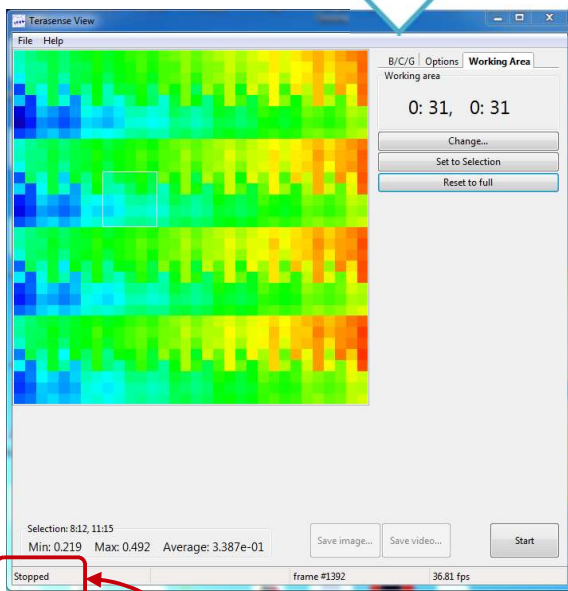 Terasense View
File Help
B/C/G Options Working Area
Working area
0: 31, 0: 31
Change...
Set to Selection
Reset to full
Selection: 8:12, 11:15
Min: 0.219 Max: 0.492 Average: 3.387e-01
Save image... Save video... Start
Stopped frame #1392 36.81 fps